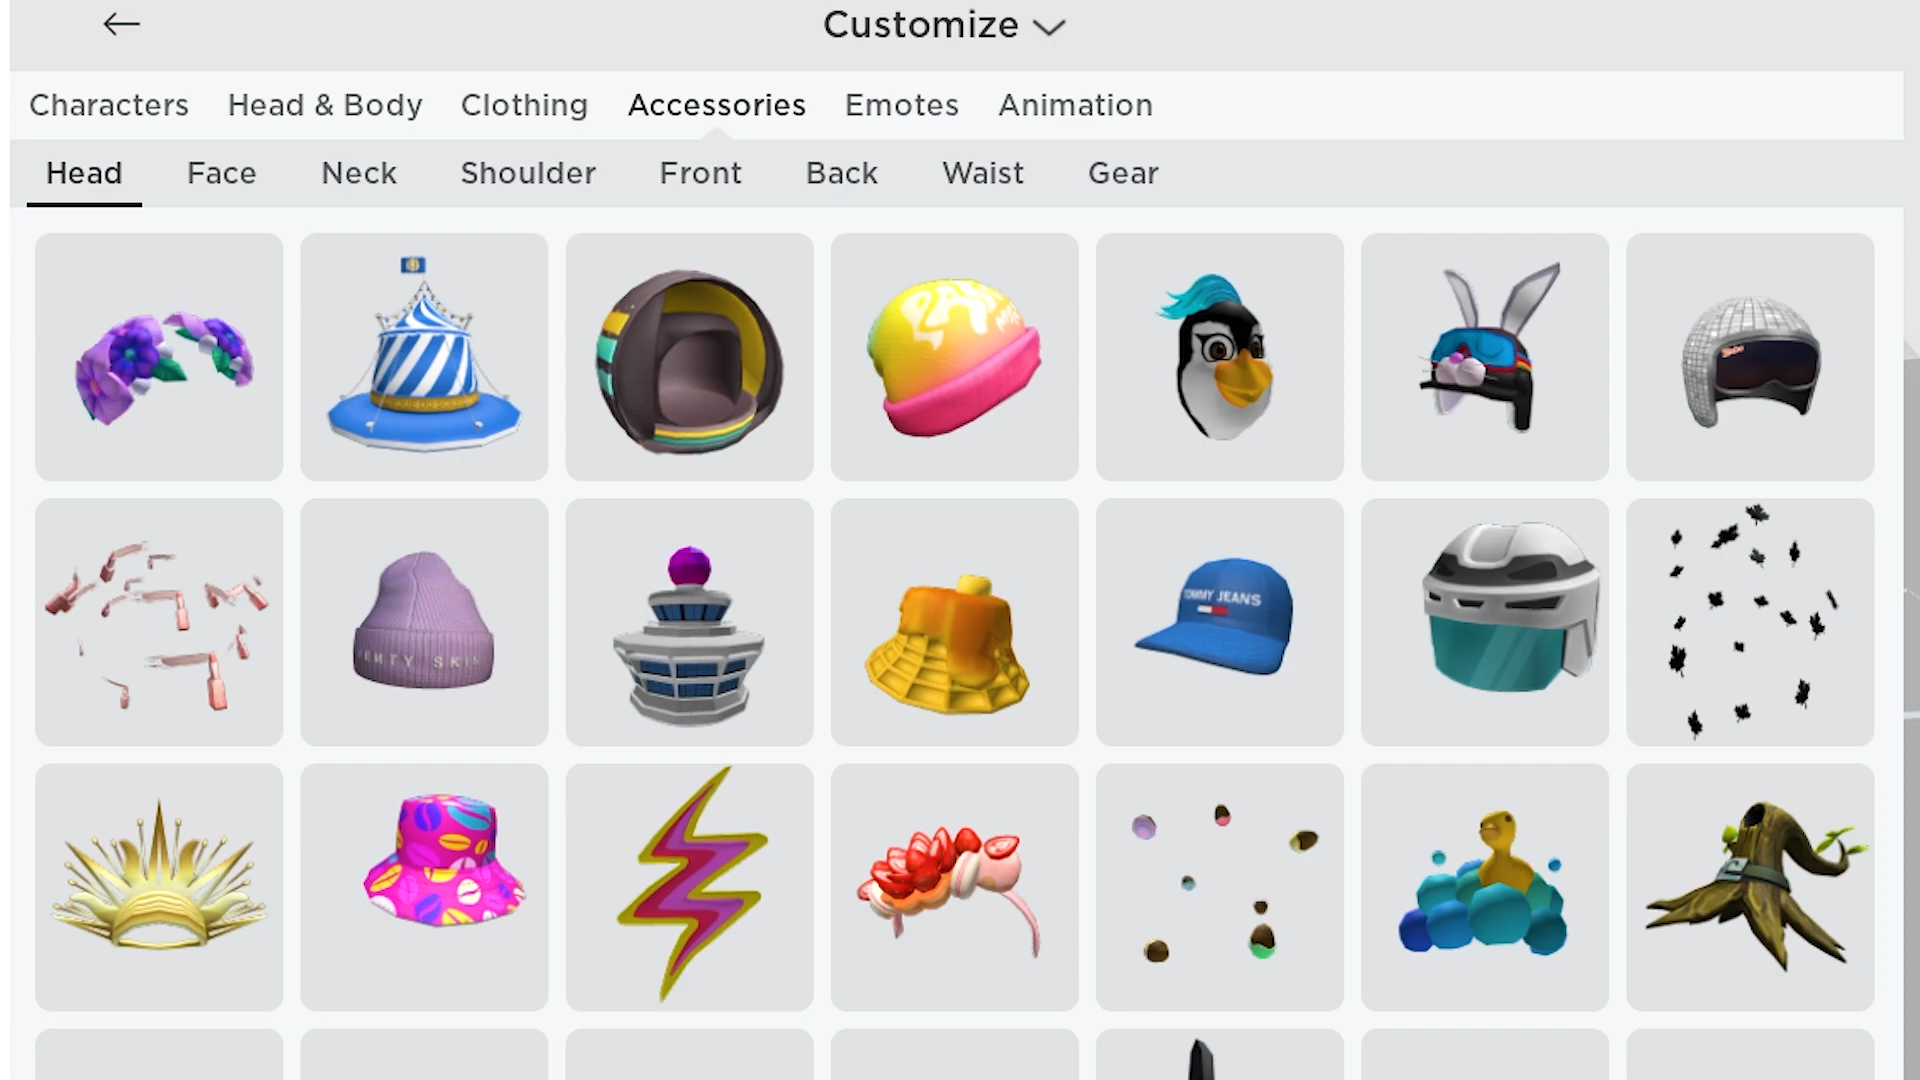 Customize
Characters Head & Body Clothing Accessories Emotes Animation
Head Face Neck Shoulder Front Back Waist Gear
TOMMY JEANS